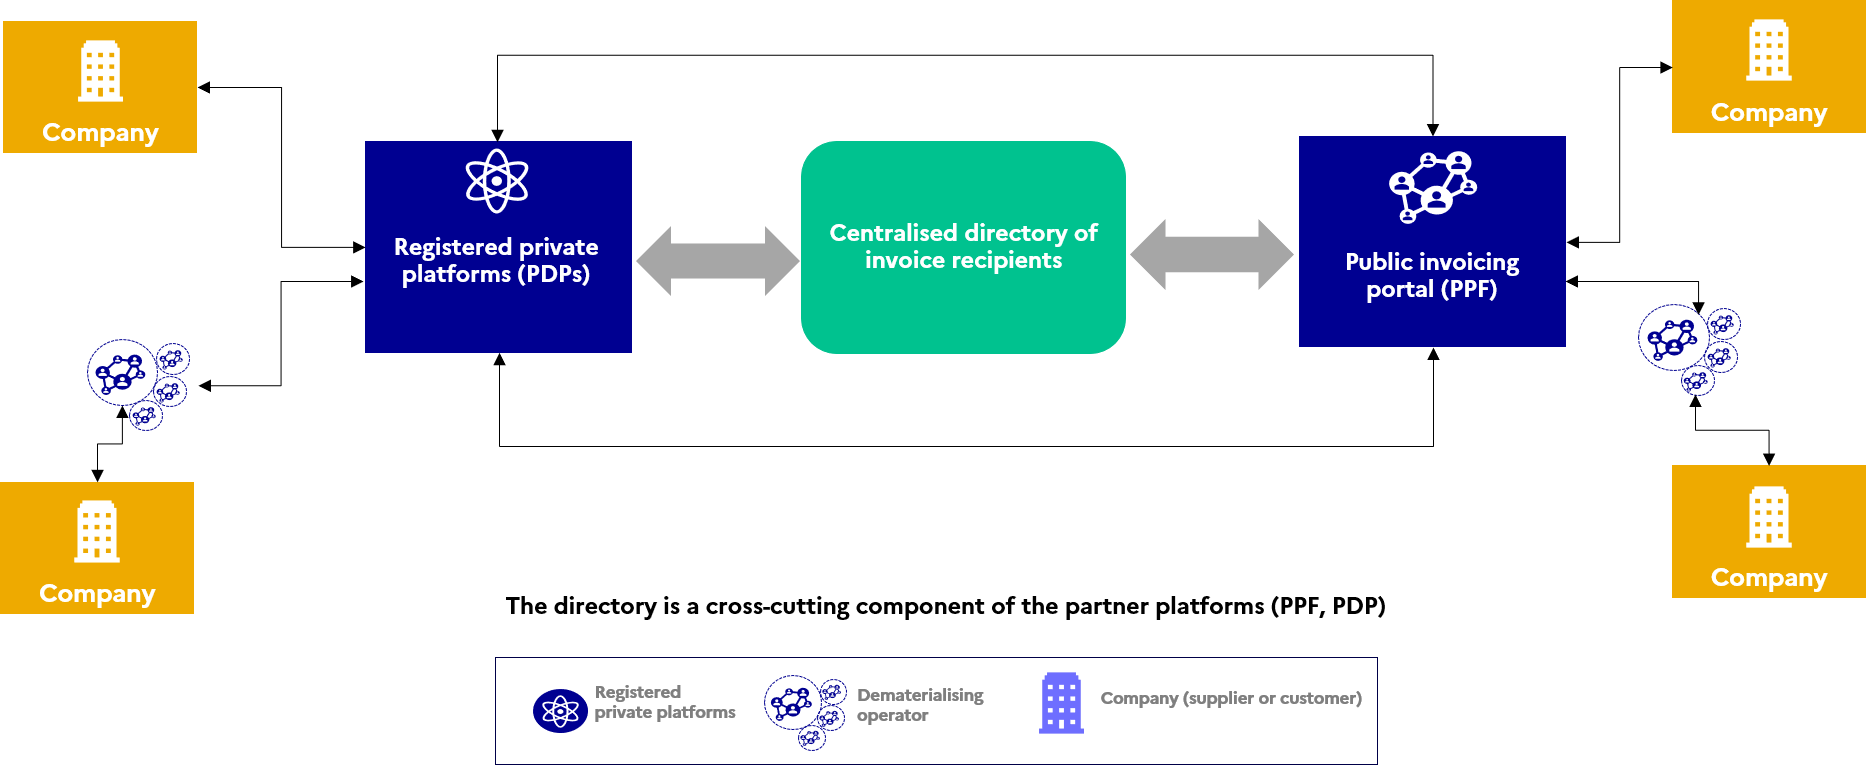 Company
Company
Registered private
platforms (PDPs)
Centralised directory of
invoice recipients
Public invoicing
portal (PPF)
Company
Company
The directory is a cross-cutting component of the partner platforms (PPF, PDP)
Registered
private platforms
Dematerialising
operator
Company (supplier or customer)